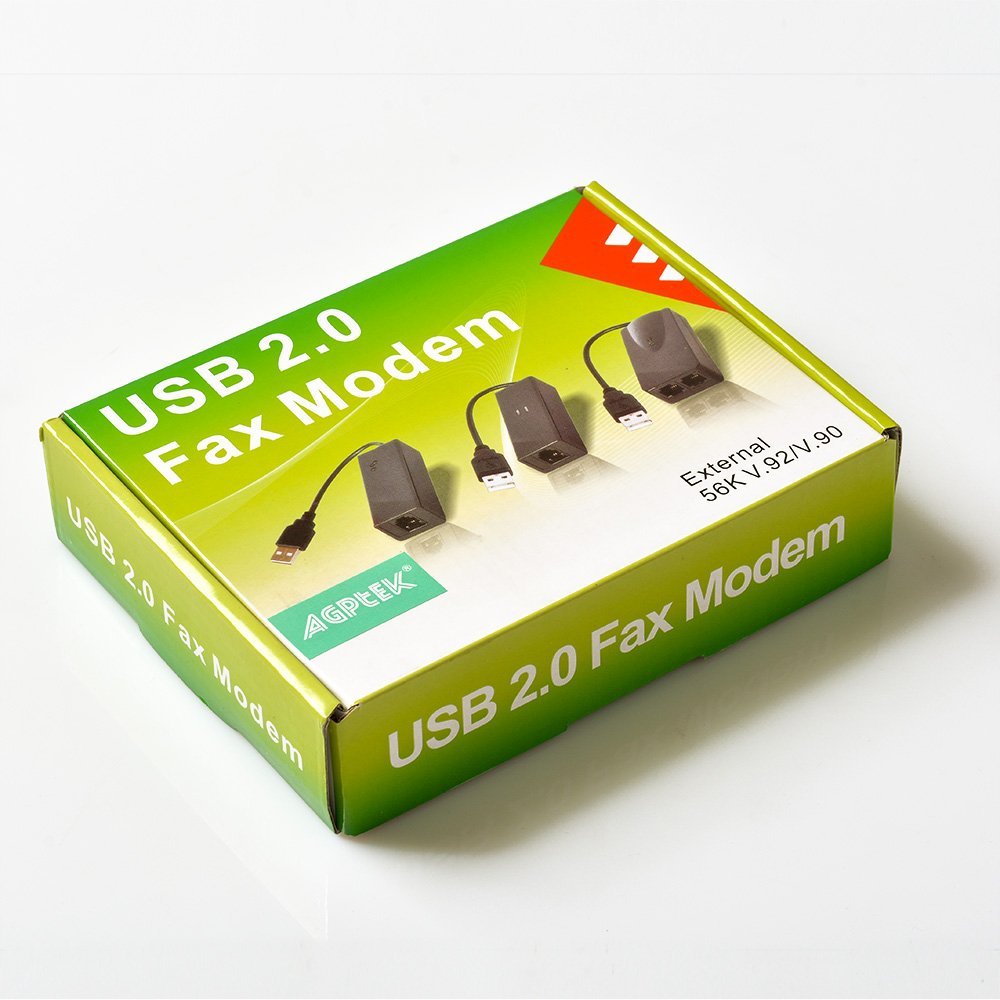 USB 2.0
Fax Modem
External
56K V.92/V.90
AGPtEK®
USB 2.0 Fax Modem
USB 2.0 Fax Modem